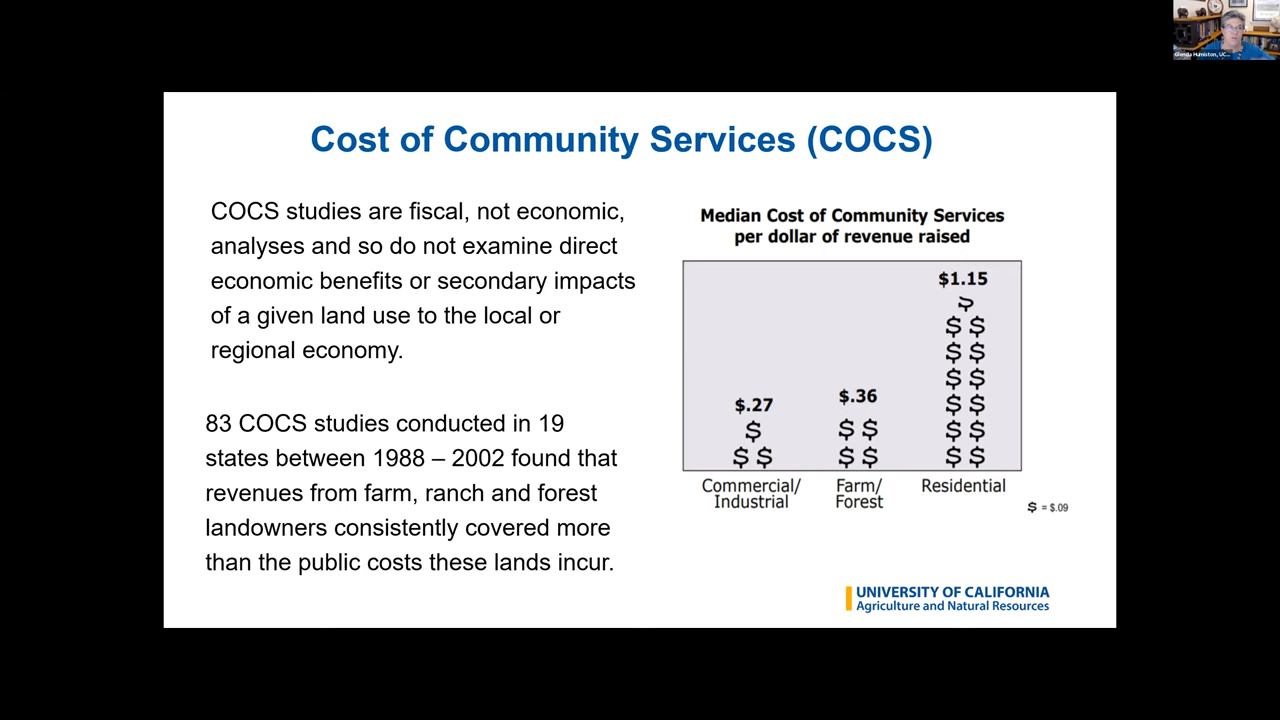 Glenda Humiston, UC...
Cost of Community Services (COCS)
COCS studies are fiscal, not economic,
analyses and so do not examine direct
economic benefits or secondary impacts
of a given land use to the local or
regional economy.
83 COCS studies conducted in 19
states between 1988 – 2002 found that
revenues from farm, ranch and forest
landowners consistently covered more
than the public costs these lands incur.
Median Cost of Community Services
per dollar of revenue raised
$1.15
$
$ $
$ $
$ $
$ $
$ $
$ $
$.36
$ $
$ $
$.27
$
$ $
Commercial/
Industrial
Farm/
Forest
Residential
$ = $.09
UNIVERSITY OF CALIFORNIA
Agriculture and Natural Resources